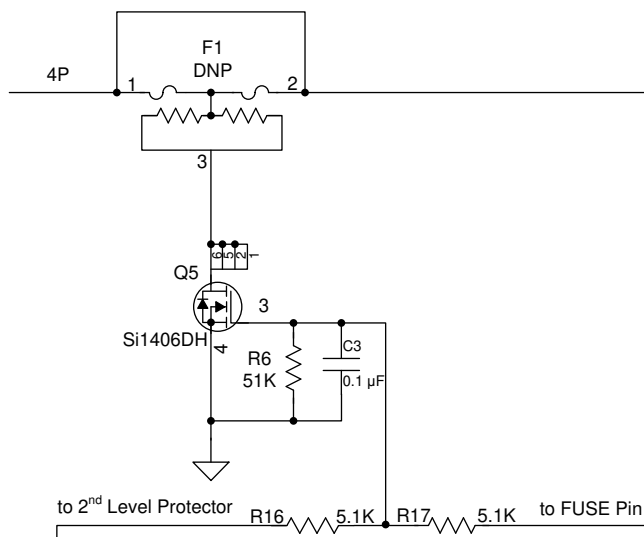 F1
DNP
4P
1
2
3
6
5
2
1
Q5
3
Si1406DH
4
R6
51K
C3
0.1 µF
to 2nd Level Protector
R16
5.1K
R17
5.1K
to FUSE Pin